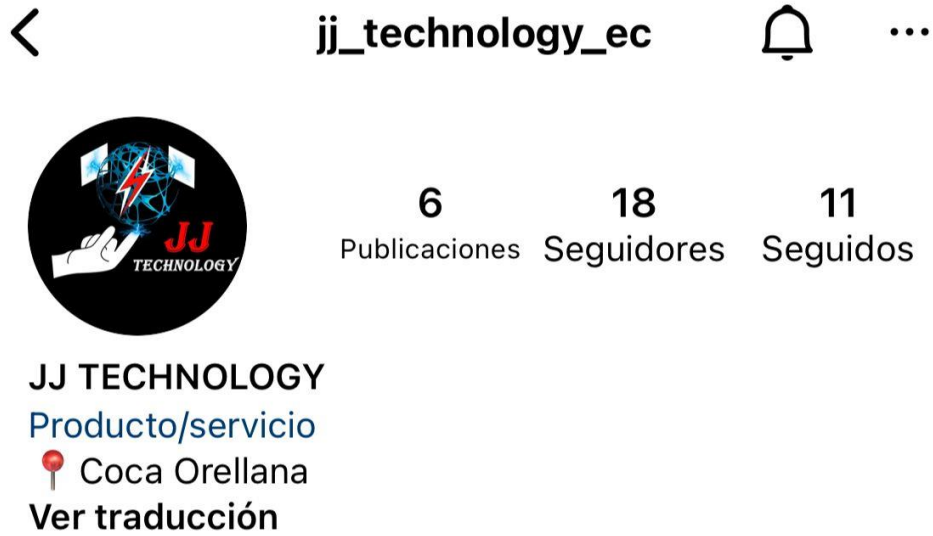 jj_technology_ec
JJ
TECHNOLOGY
6 18 11
Publicaciones Seguidores Seguidos
JJ TECHNOLOGY
Producto/servicio
📍 Coca Orellana
Ver traducción